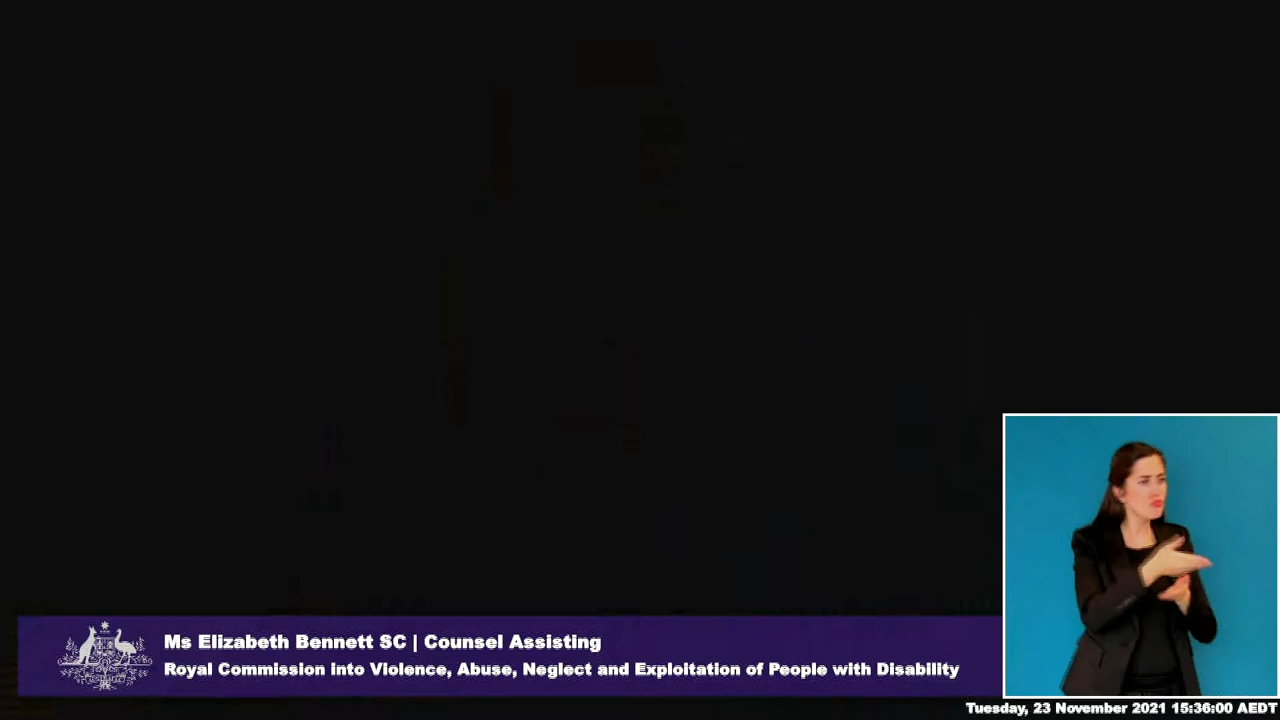 Ms Elizabeth Bennett SC | Counsel Assisting
Royal Commission into Violence, Abuse, Neglect and Exploitation of People with Disability
Tuesday, 23 November 2021 15:36:00 AEDT